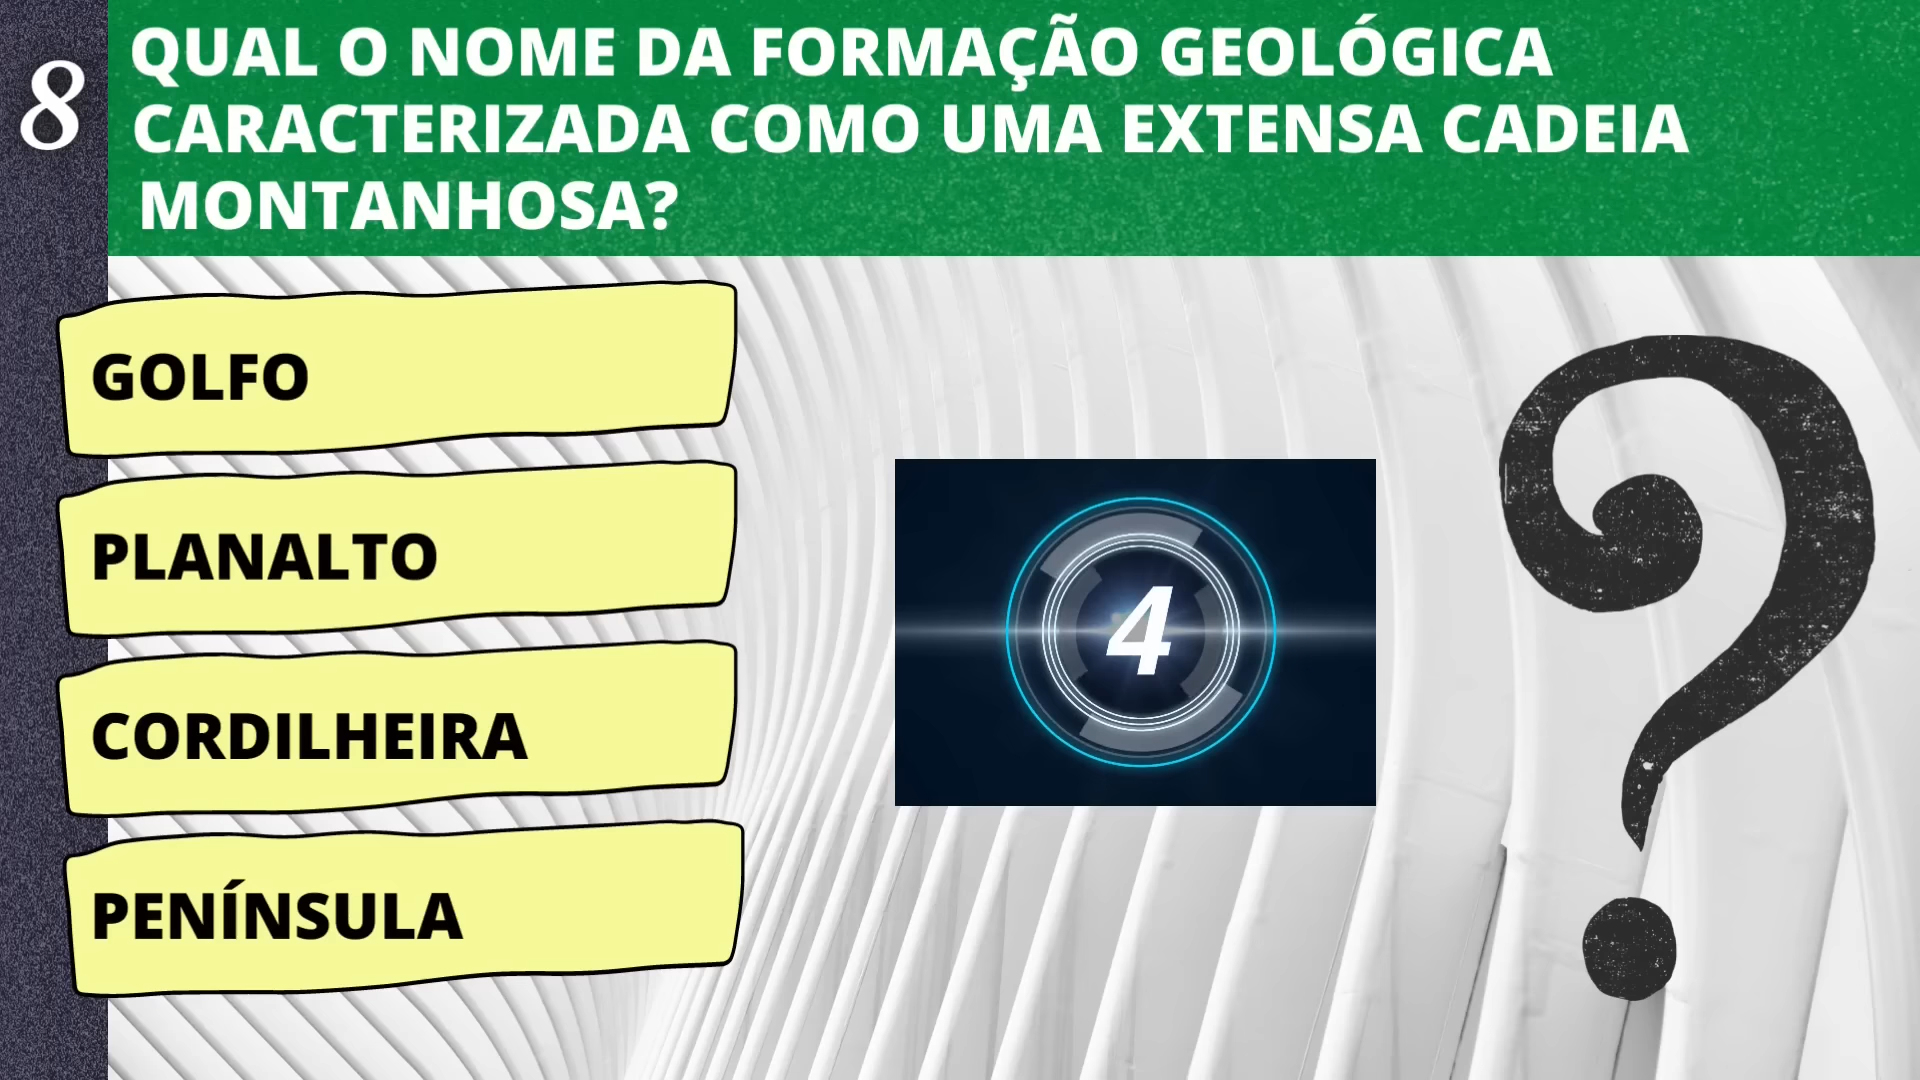 8
QUAL O NOME DA FORMAÇÃO GEOLÓGICA
CARACTERIZADA COMO UMA EXTENSA CADEIA
MONTANHOSA?
GOLFO
PLANALTO
CORDILHEIRA
PENÍNSULA
4
?